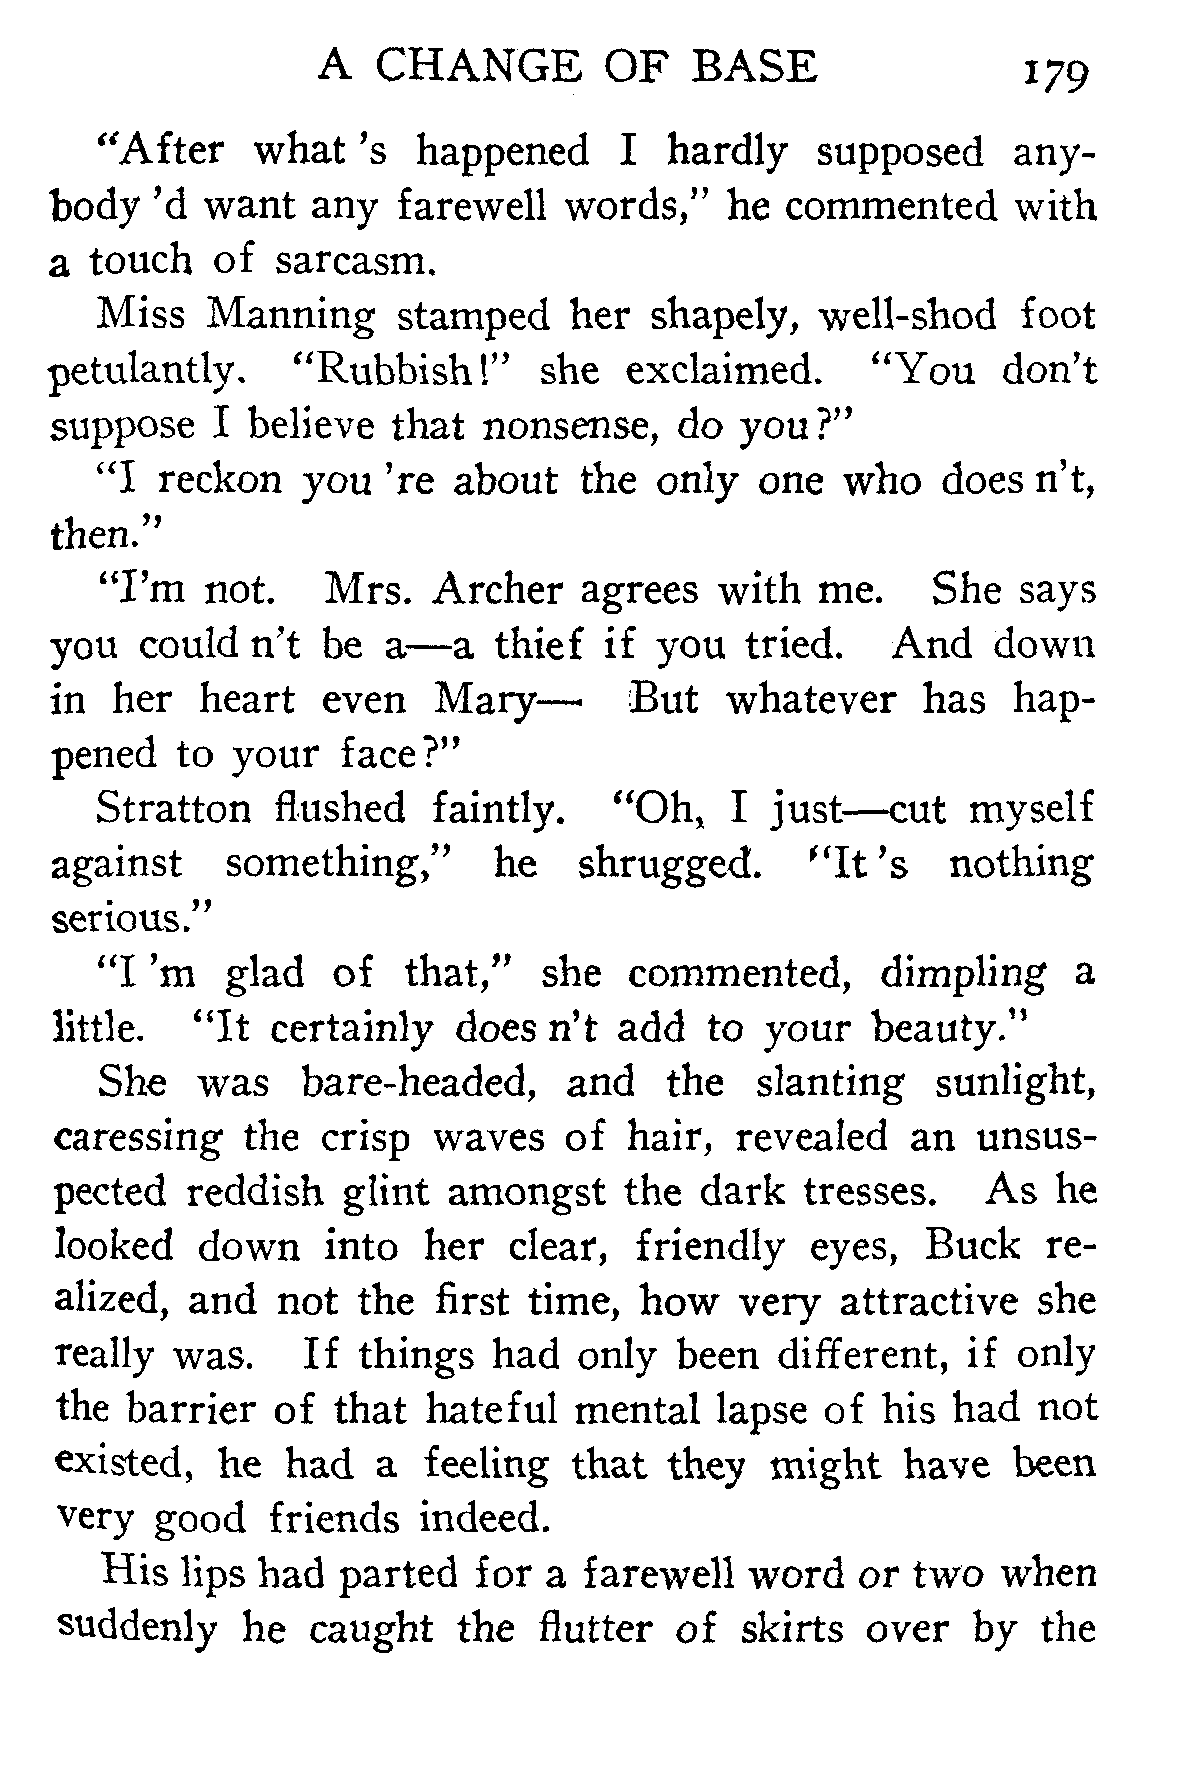 A CHANGE OF BASE 179
“After what ’s happened I hardly supposed any-
body ’d want any farewell words,” he commented with
a touch of sarcasm.
Miss Manning stamped her shapely, well-shod foot
petulantly. “Rubbish!” she exclaimed. “You don’t
suppose I believe that nonsense, do you?”
“I reckon you ’re about the only one who does n’t,
then.”
“I’m not. Mrs. Archer agrees with me. She says
you could n’t be a—a thief if you tried. And down
in her heart even Mary— But whatever has hap-
pened to your face?”
Stratton flushed faintly. “Oh, I just—cut myself
against something,” he shrugged. “It ’s nothing
serious.”
“I ’m glad of that,” she commented, dimpling a
little. “It certainly does n’t add to your beauty.”
She was bare-headed, and the slanting sunlight,
caressing the crisp waves of hair, revealed an unsus-
pected reddish glint amongst the dark tresses. As he
looked down into her clear, friendly eyes, Buck re-
alized, and not the first time, how very attractive she
really was. If things had only been different, if only
the barrier of that hateful mental lapse of his had not
existed, he had a feeling that they might have been
very good friends indeed.
His lips had parted for a farewell word or two when
suddenly he caught the flutter of skirts over by the